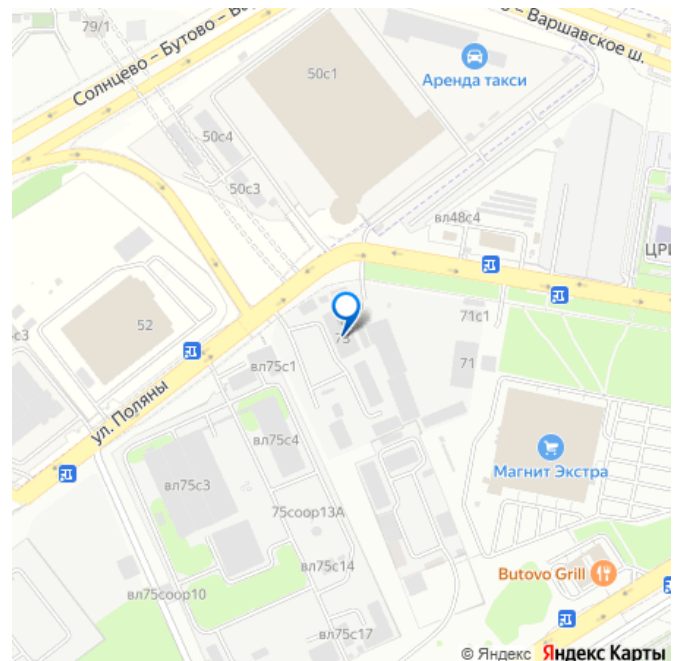 79/1
Солнцево – Бутово – В
о – Варшавское ш.
50с1
Аренда такси
50с4
50с3
вл48с4
ЦРІ
52
с3
73
71с1
71
вл75с1
ул. Поляны
вл75с4
Магнит Экстра
вл75с3
75соор13А
вл75с14
Butovo Grill
вл75соор10
вл75с17
© Яндекс Яндекс Карты